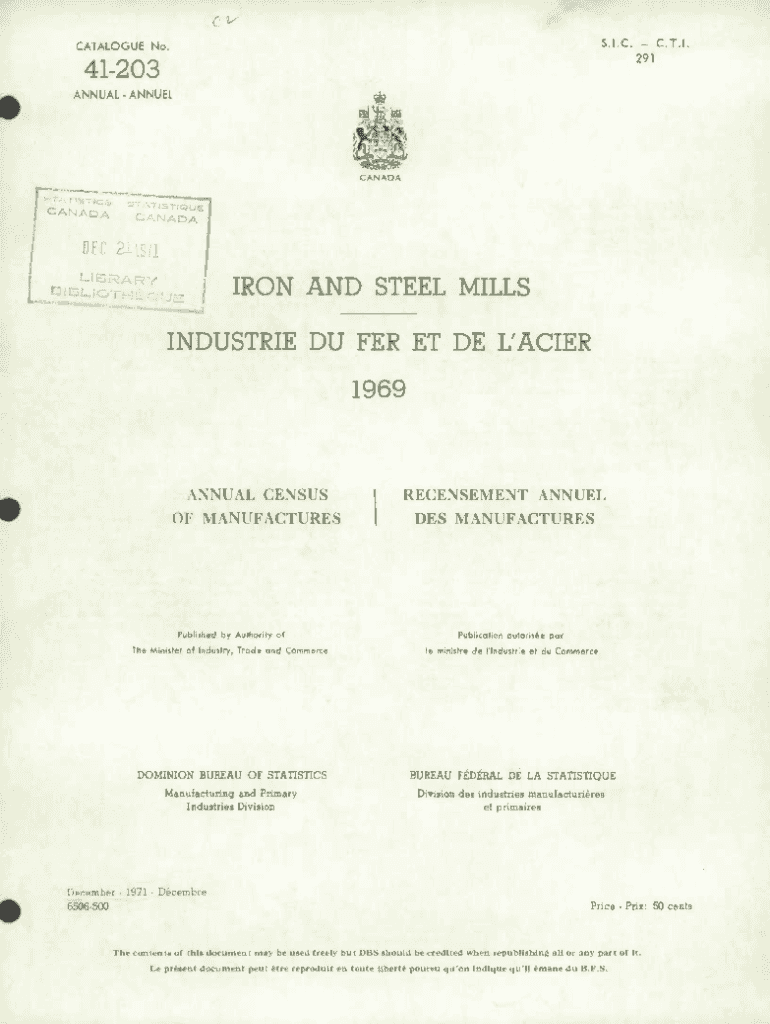 CATALOGUE No.
41-203
ANNUAL - ANNUEL
S.I.C. – C.T.I.
291
CANADA
STATISTICS STATISTIQUE
CANADA CANADA
DEC
LIBRARY
BIBLIOTHÈQUE
IRON AND STEEL MILLS
INDUSTRIE DU FER ET DE L'ACIER
1969
ANNUAL CENSUS
OF MANUFACTURES
RECENSEMENT ANNUEL
DES MANUFACTURES
Published by Authority of
The Minister of Industry, Trade and Commerce
Publication autorisée par
le ministre de l'Industrie et du Commerce
DOMINION BUREAU OF STATISTICS
Manufacturing and Primary
Industries Division
BUREAU FÉDÉRAL DE LA STATISTIQUE
Division des industries manufacturières
et primaires
December - 1971 - Décembre
6506-500
Price - Prix: 50 cents
The contents of this document may be used freely but DBS should be credited when republishing all or any part of it.
Le présent document peut être reproduit en toute liberté pourvu qu'on indique qu'il émane du B.F.S.